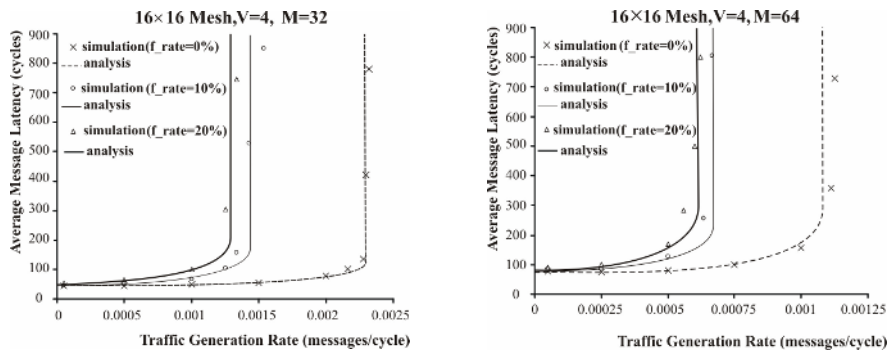 16×16 Mesh,V=4, M=32
Average Message Latency (cycles)
900
800
700
600
500
400
300
200
100
0
× simulation(f_rate=0%)
analysis
○ simulation(f_rate=10%)
analysis
△ simulation(f_rate=20%)
analysis
0
0.0005
0.001
0.0015
0.002
0.0025
Traffic Generation Rate (messages/cycle)
16×16 Mesh,V=4, M=64
Average Message Latency (cycles)
900
800
700
600
500
400
300
200
100
0
× simulation(f_rate=0%)
analysis
○ simulation(f_rate=10%)
analysis
△ simulation(f_rate=20%)
analysis
0
0.00025
0.0005
0.00075
0.001
0.00125
Traffic Generation Rate (messages/cycle)